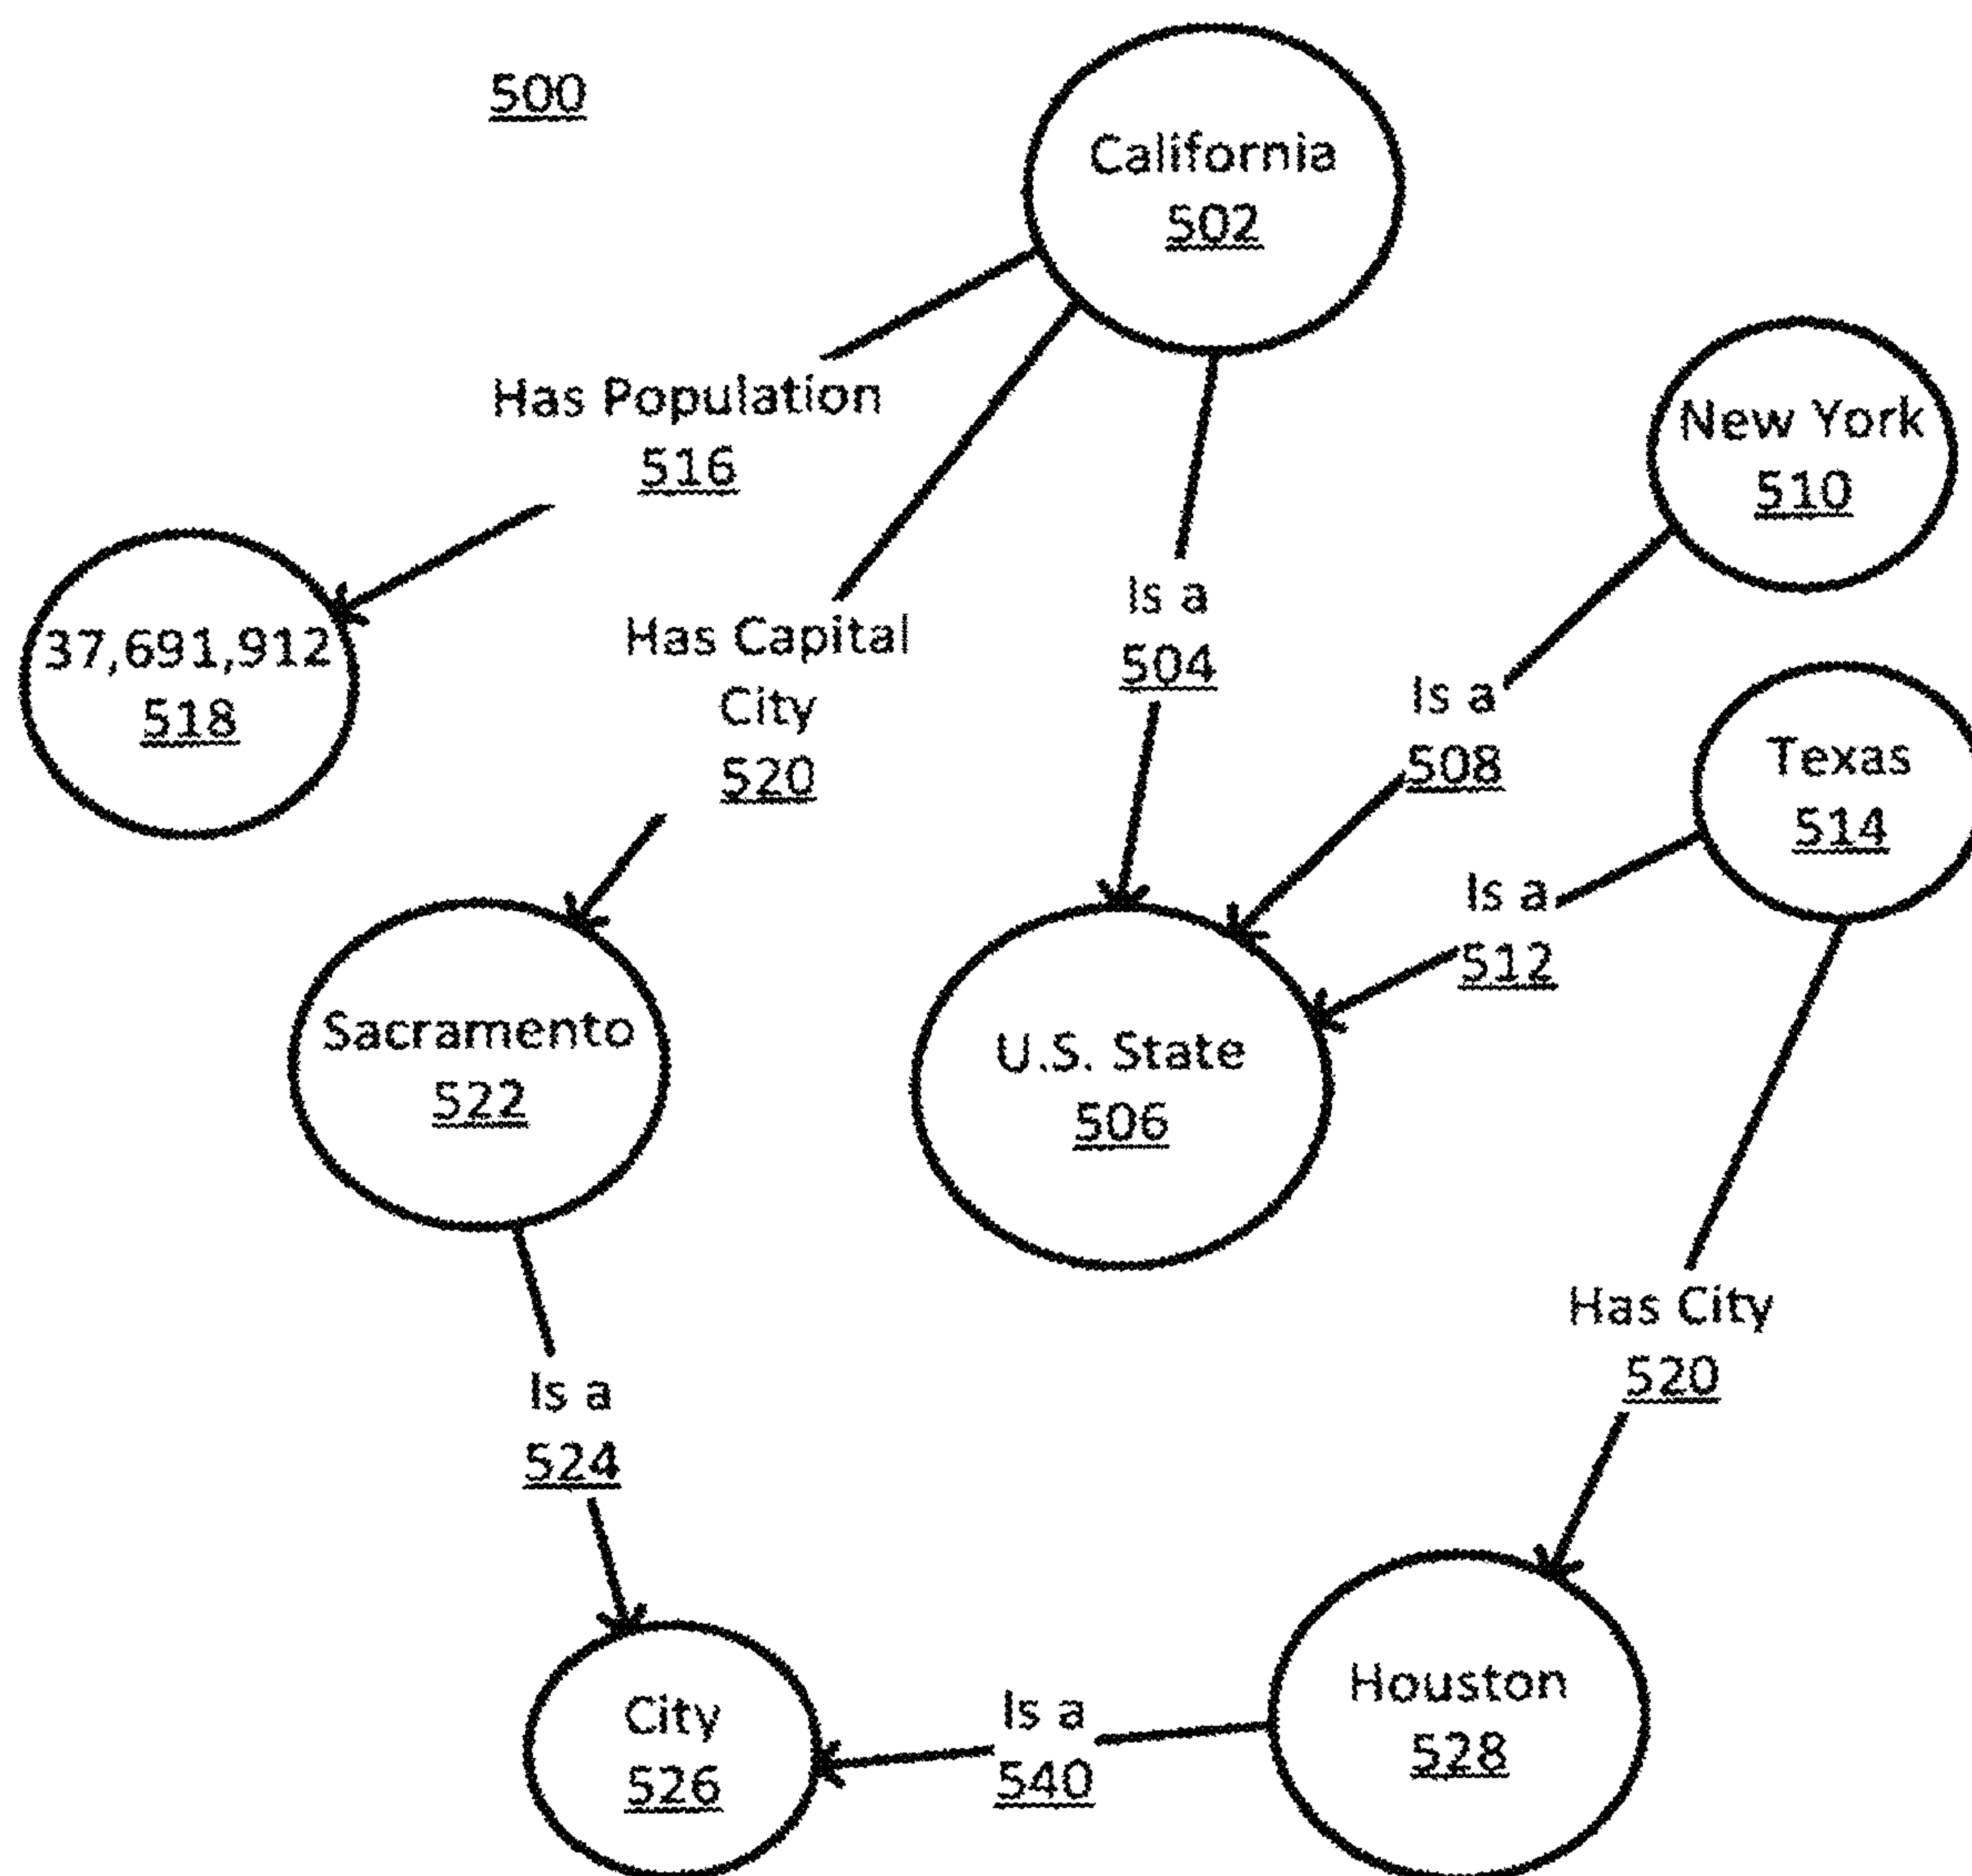 500
California
502
Has Population
516
New York
510
37,691,912
518
Has Capital
City
520
Is a
504
Is a
508
Texas
514
Is a
512
Sacramento
522
U.S. State
506
Has City
520
Is a
524
City
526
Is a
540
Houston
528